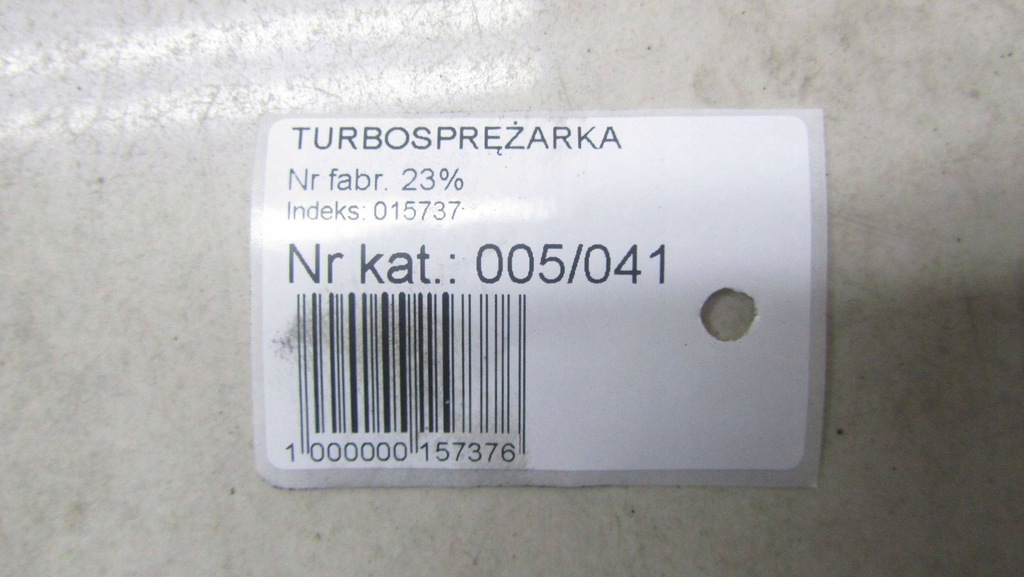 TURBOSPRĘŻARKA
Nr fabr. 23%
Indeks: 015737
Nr kat.: 005/041
1 000000 157376